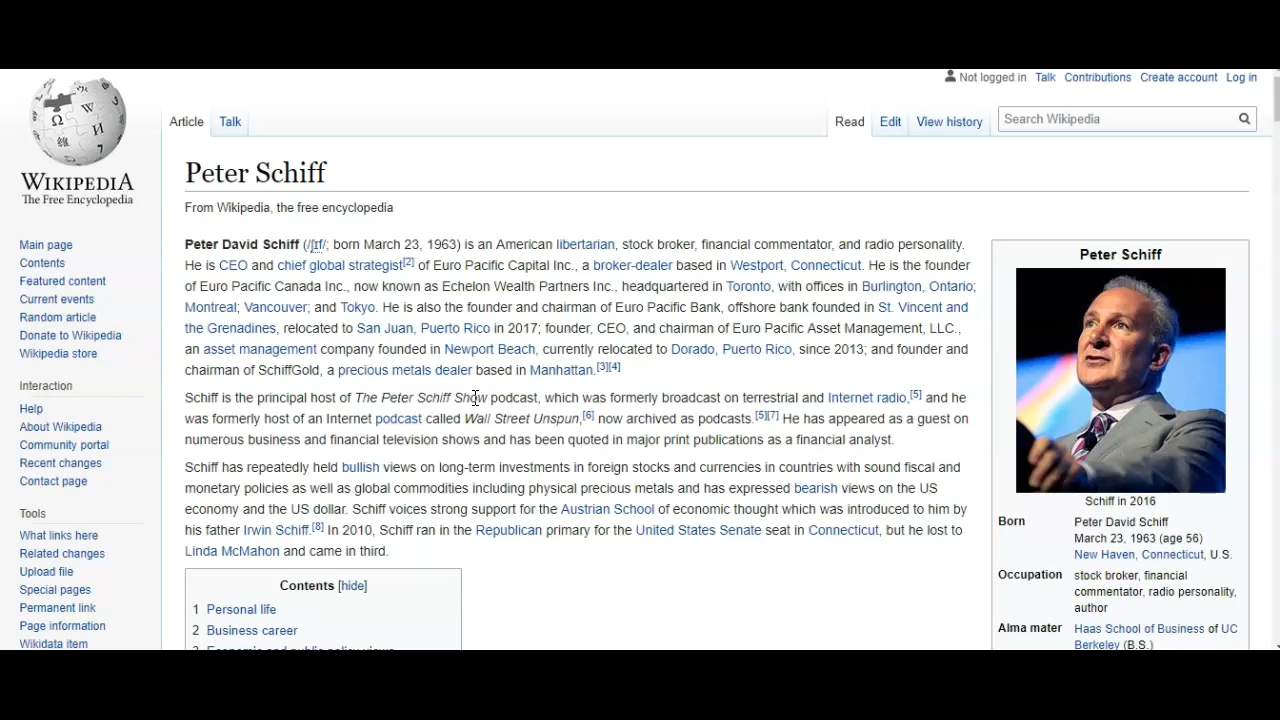 Not logged in Talk Contributions Create account Log in
Article Talk Read Edit View history Search Wikipedia
WIKIPEDIA
The Free Encyclopedia
Main page
Contents
Featured content
Current events
Random article
Donate to Wikipedia
Wikipedia store
Interaction
Help
About Wikipedia
Community portal
Recent changes
Contact page
Tools
What links here
Related changes
Upload file
Special pages
Permanent link
Page information
Wikidata item
Peter Schiff
From Wikipedia, the free encyclopedia
Peter David Schiff (/ʃɪf/; born March 23, 1963) is an American libertarian, stock broker, financial commentator, and radio personality.
He is CEO and chief global strategist[2] of Euro Pacific Capital Inc., a broker-dealer based in Westport, Connecticut. He is the founder
of Euro Pacific Canada Inc., now known as Echelon Wealth Partners Inc., headquartered in Toronto, with offices in Burlington, Ontario;
Montreal; Vancouver; and Tokyo. He is also the founder and chairman of Euro Pacific Bank, offshore bank founded in St. Vincent and
the Grenadines, relocated to San Juan, Puerto Rico in 2017; founder, CEO, and chairman of Euro Pacific Asset Management, LLC.,
an asset management company founded in Newport Beach, currently relocated to Dorado, Puerto Rico, since 2013; and founder and
chairman of SchiffGold, a precious metals dealer based in Manhattan.[3][4]
Schiff is the principal host of The Peter Schiff Show podcast, which was formerly broadcast on terrestrial and Internet radio,[5] and he
was formerly host of an Internet podcast called Wall Street Unspun,[6] now archived as podcasts.[5][7] He has appeared as a guest on
numerous business and financial television shows and has been quoted in major print publications as a financial analyst.
Schiff has repeatedly held bullish views on long-term investments in foreign stocks and currencies in countries with sound fiscal and
monetary policies as well as global commodities including physical precious metals and has expressed bearish views on the US
economy and the US dollar. Schiff voices strong support for the Austrian School of economic thought which was introduced to him by
his father Irwin Schiff.[8] In 2010, Schiff ran in the Republican primary for the United States Senate seat in Connecticut, but he lost to
Linda McMahon and came in third.
Contents [hide]
1 Personal life
2 Business career
3 Economic and public policy views
Peter Schiff
Schiff in 2016
Born Peter David Schiff
March 23, 1963 (age 56)
New Haven, Connecticut, U.S.
Occupation stock broker, financial
commentator, radio personality,
author
Alma mater Haas School of Business of UC
Berkeley (B.S.)